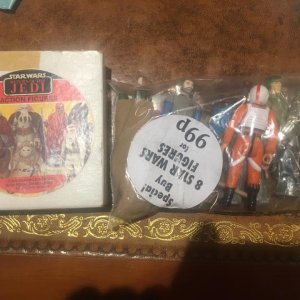 STAR WARS
JEDI
ACTION FIGURES
Special
Buy
8 STAR WARS
FIGURES
for
99p